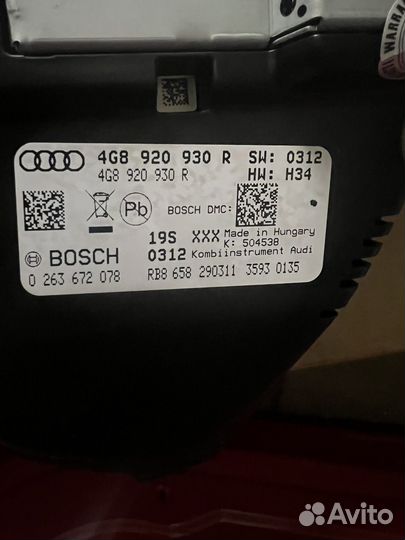 WARRA
4G8 920 930 R SW: 0312
4G8 920 930 R HW: H34
Pb BOSCH DMC:
19S XXX Made in Hungary
K: 504538
BOSCH 0312 Kombiinstrument Audi
0 263 672 078 RB8 658 290311 3593 0135
Avito